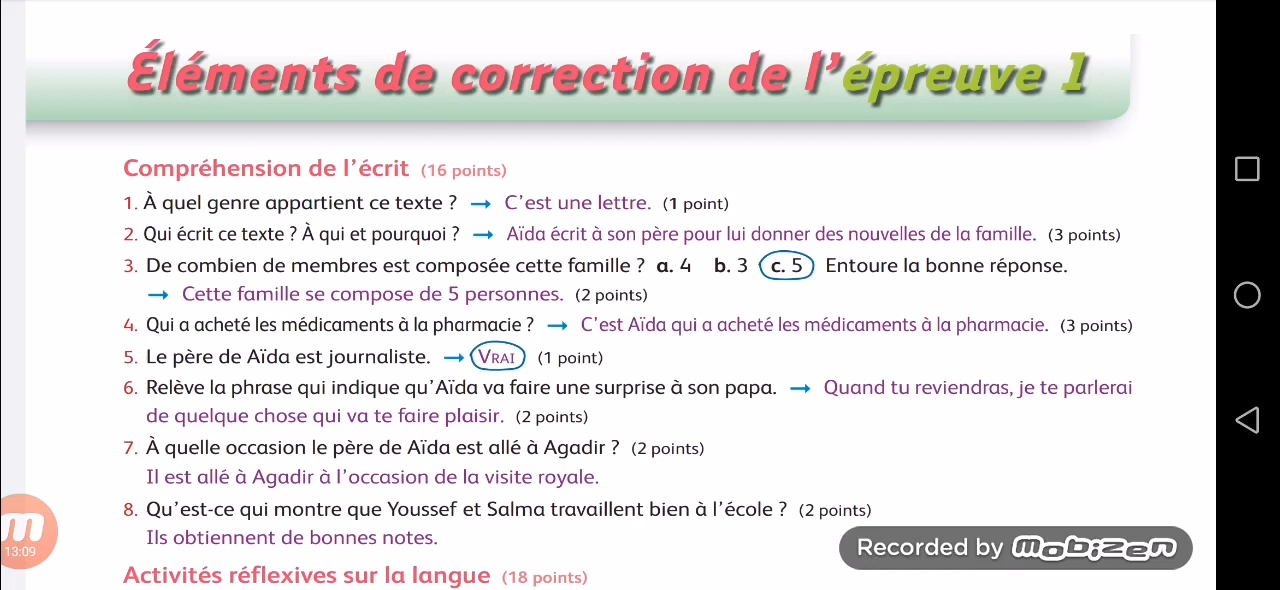 Éléments de correction de l'épreuve 1
Compréhension de l'écrit (16 points)
1. À quel genre appartient ce texte ? → C'est une lettre. (1 point)
2. Qui écrit ce texte ? À qui et pourquoi ? → Aïda écrit à son père pour lui donner des nouvelles de la famille. (3 points)
3. De combien de membres est composée cette famille ? a. 4 b. 3 c. 5 Entoure la bonne réponse.
→ Cette famille se compose de 5 personnes. (2 points)
4. Qui a acheté les médicaments à la pharmacie ? → C'est Aïda qui a acheté les médicaments à la pharmacie. (3 points)
5. Le père de Aïda est journaliste. → VRAI (1 point)
6. Relève la phrase qui indique qu'Aïda va faire une surprise à son papa. → Quand tu reviendras, je te parlerai
de quelque chose qui va te faire plaisir. (2 points)
7. À quelle occasion le père de Aïda est allé à Agadir ? (2 points)
Il est allé à Agadir à l'occasion de la visite royale.
8. Qu'est-ce qui montre que Youssef et Salma travaillent bien à l'école ? (2 points)
Ils obtiennent de bonnes notes.
13:09
Recorded by mobizen
Activités réflexives sur la langue (18 points)